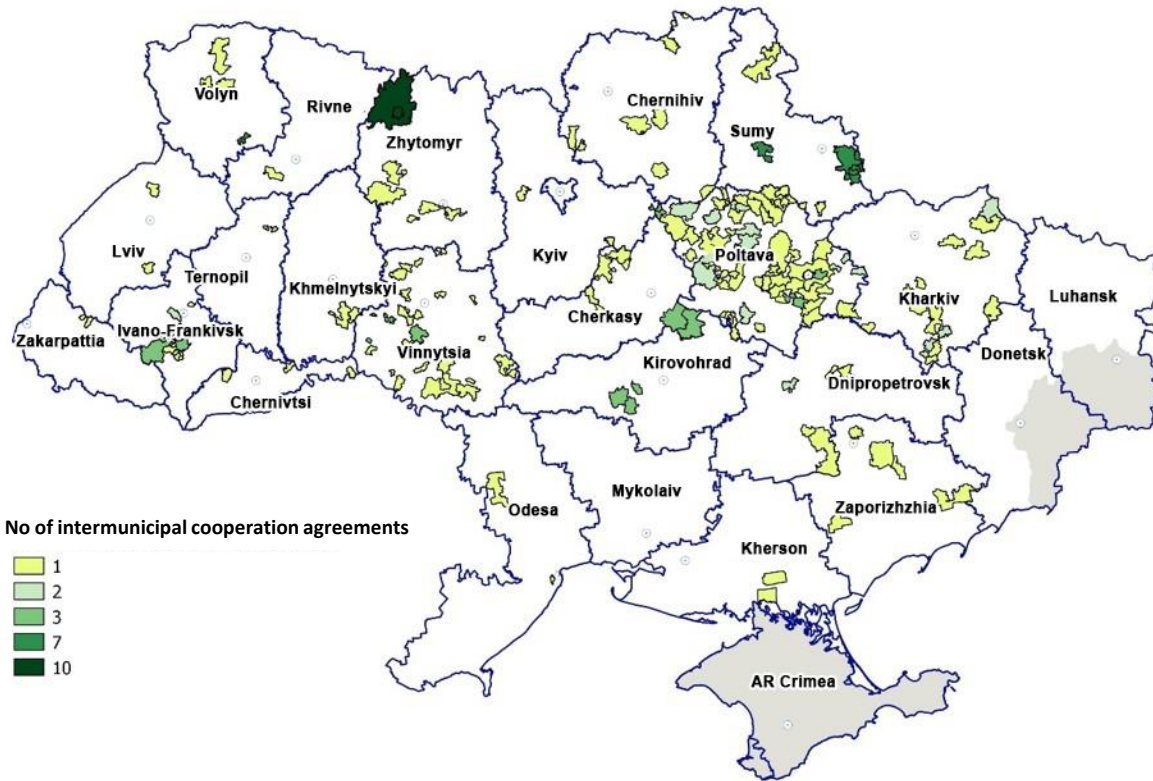 Chernihiv
Volyn
Rivne
Sumy
Zhytomyr
Lviv
Kyiv
Poltava
Ternopil
Khmelnytskyi
Kharkiv
Luhansk
Cherkasy
Zakarpattia
Ivano-Frankivsk
Vinnytsia
Donetsk
Kirovohrad
Dnipropetrovsk
Chernivtsi
Mykolaiv
Odesa
Zaporizhzhia
No of intermunicipal cooperation agreements
Kherson
1
2
3
7
10
AR Crimea